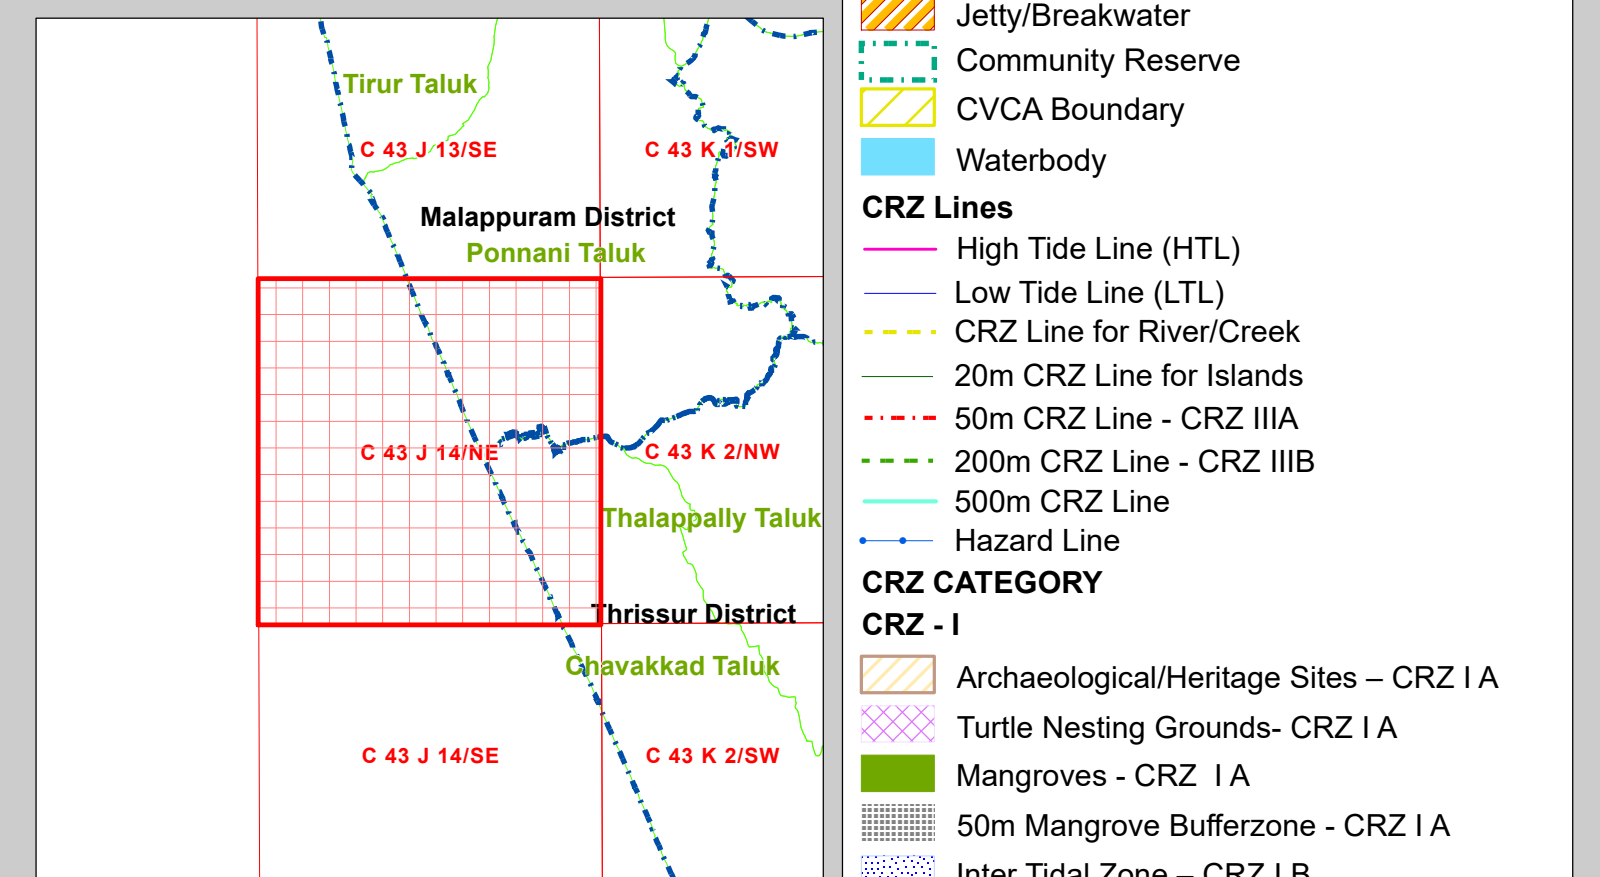 Tirur Taluk
C 43 J 13/SE
C 43 K 1/SW
Malappuram District
Ponnani Taluk
C 43 J 14/NE
C 43 K 2/NW
Thalappally Taluk
Thrissur District
Chavakkad Taluk
C 43 J 14/SE
C 43 K 2/SW
Jetty/Breakwater
Community Reserve
CVCA Boundary
Waterbody
CRZ Lines
High Tide Line (HTL)
Low Tide Line (LTL)
CRZ Line for River/Creek
20m CRZ Line for Islands
50m CRZ Line - CRZ IIIA
200m CRZ Line - CRZ IIIB
500m CRZ Line
Hazard Line
CRZ CATEGORY
CRZ - I
Archaeological/Heritage Sites – CRZ I A
Turtle Nesting Grounds- CRZ I A
Mangroves - CRZ  I A
50m Mangrove Bufferzone - CRZ I A
Inter Tidal Zone – CRZ I B